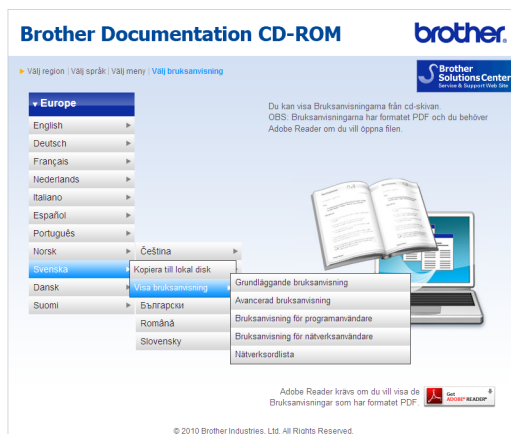 Brother Documentation CD-ROM
brother
Välj region | Välj språk | Välj meny | Välj bruksanvisning
Brother
Solutions Center
Service & Support Web Site
Europe
English
Deutsch
Français
Nederlands
Italiano
Español
Português
Norsk
Svenska
Dansk
Suomi
Čeština
Kopiera till lokal disk
Visa bruksanvisning
Български
Română
Slovensky
Grundläggande bruksanvisning
Avancerad bruksanvisning
Bruksanvisning för programanvändare
Bruksanvisning för nätverksanvändare
Nätverksordlista
Du kan visa Bruksanvisningarna från cd-skivan.
OBS: Bruksanvisningarna har formatet PDF och du behöver
Adobe Reader om du vill öppna filen.
Adobe Reader krävs om du vill visa de
Bruksanvisningar som har formatet PDF.
Get
ADOBE® READER®
© 2010 Brother Industries, Ltd. All Rights Reserved.